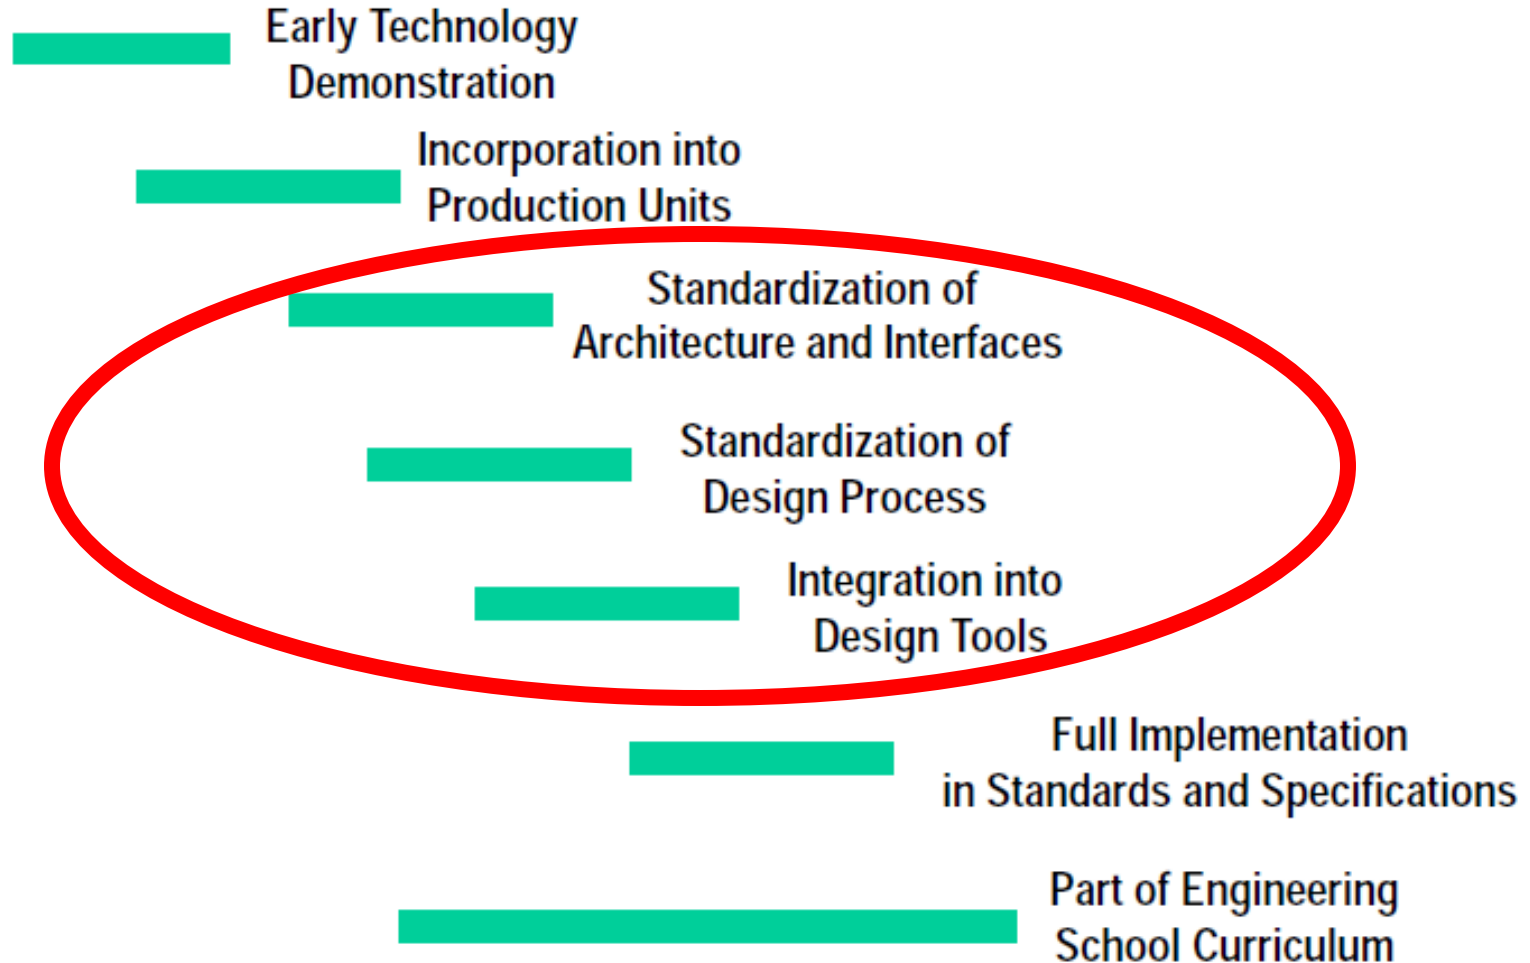 Early Technology
Demonstration
Incorporation into
Production Units
Standardization of
Architecture and Interfaces
Standardization of
Design Process
Integration into
Design Tools
Full Implementation
in Standards and Specifications
Part of Engineering
School Curriculum